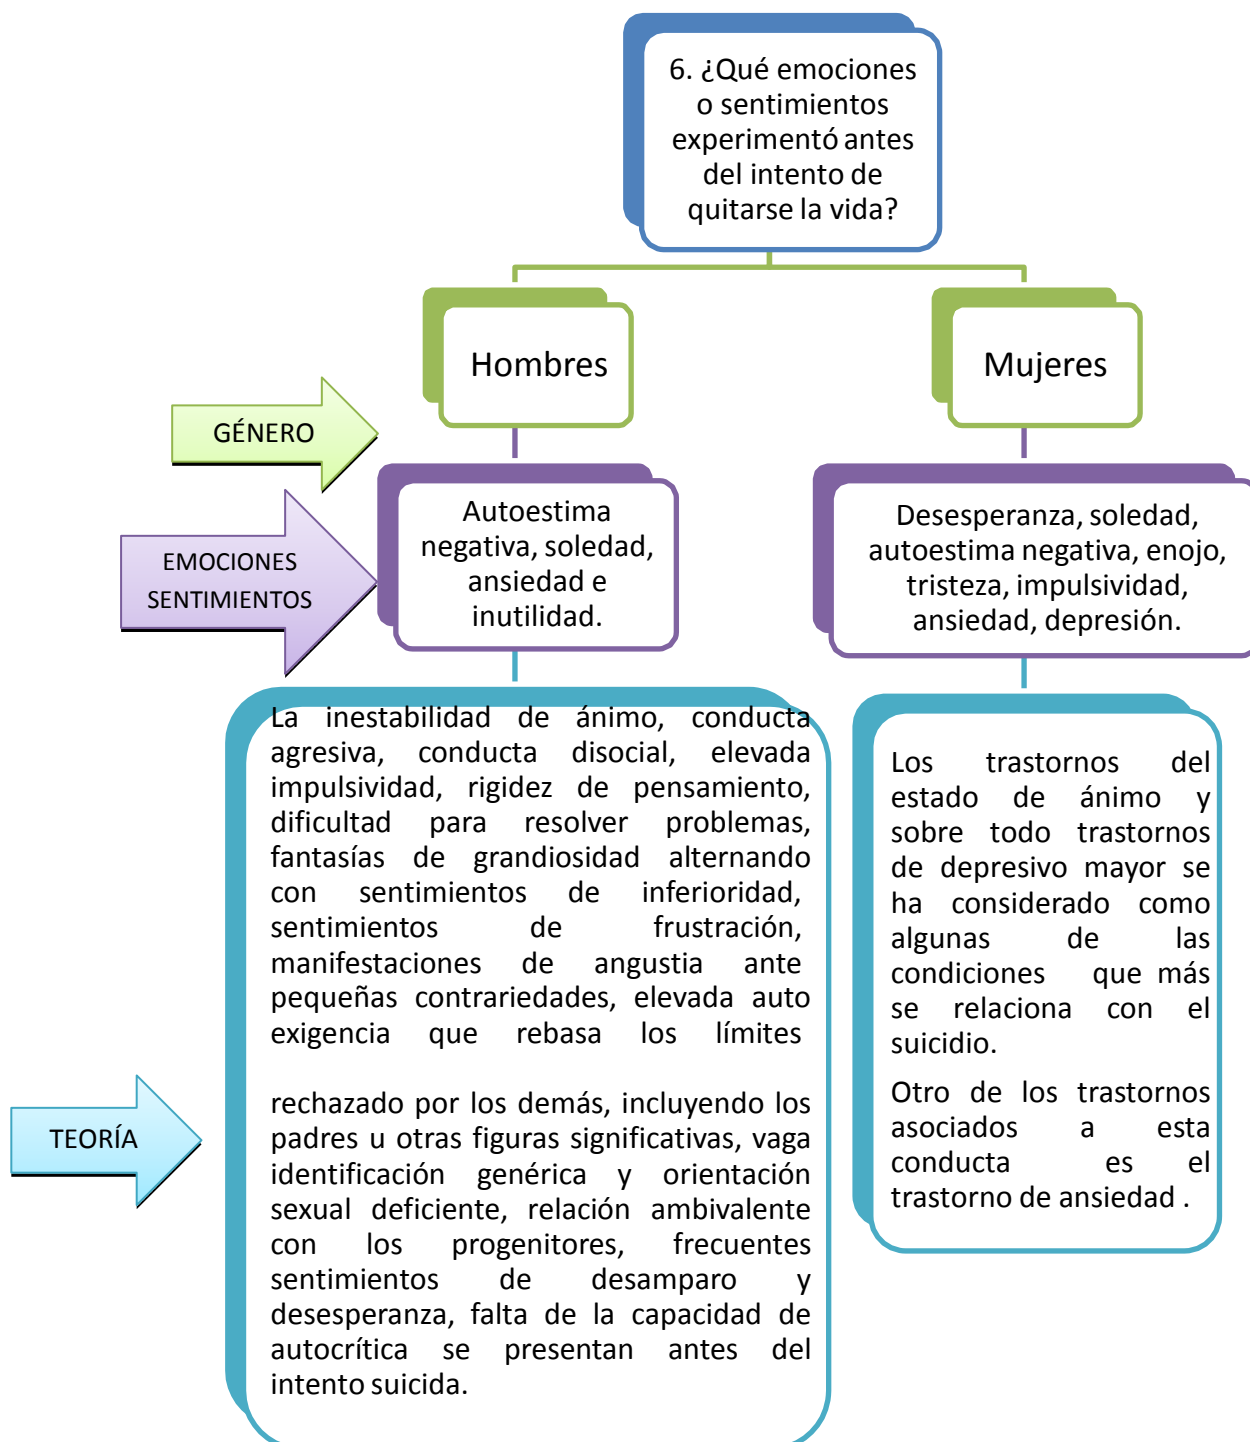 6. ¿Qué emociones
o sentimientos
experimentó antes
del intento de
quitarse la vida?
Hombres
Mujeres
GÉNERO
EMOCIONES
SENTIMIENTOS
Autoestima
negativa, soledad,
ansiedad e
inutilidad.
Desesperanza, soledad,
autoestima negativa, enojo,
tristeza, impulsividad,
ansiedad, depresión.
TEORÍA
La inestabilidad de ánimo, conducta
agresiva, conducta disocial, elevada
impulsividad, rigidez de pensamiento,
dificultad para resolver problemas,
fantasías de grandiosidad alternando
con sentimientos de inferioridad,
sentimientos de frustración,
manifestaciones de angustia ante
pequeñas contrariedades, elevada auto
exigencia que rebasa los límites
rechazado por los demás, incluyendo los
padres u otras figuras significativas, vaga
identificación genérica y orientación
sexual deficiente, relación ambivalente
con los progenitores, frecuentes
sentimientos de desamparo y
desesperanza, falta de la capacidad de
autocrítica se presentan antes del
intento suicida.
Los trastornos del
estado de ánimo y
sobre todo trastornos
de depresivo mayor se
ha considerado como
algunas de las
condiciones que más
se relaciona con el
suicidio.
Otro de los trastornos
asociados a esta
conducta es el
trastorno de ansiedad .